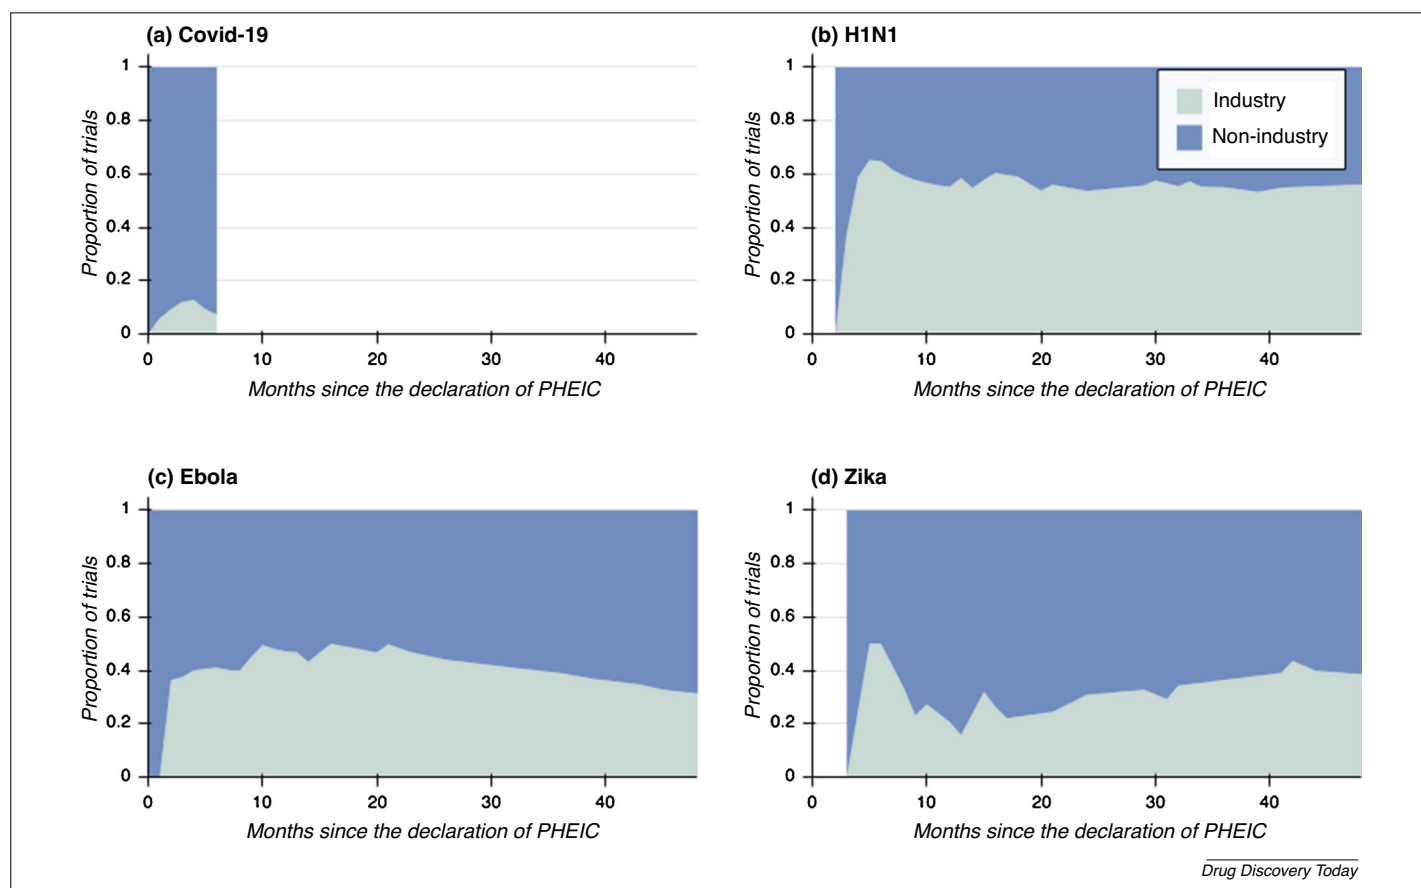 (a) Covid-19
1
0.8
0.6
0.4
0.2
0
Proportion of trials
0 10 20 30 40
Months since the declaration of PHEIC
(b) H1N1
1
0.8
0.6
0.4
0.2
0
Proportion of trials
Industry
Non-industry
0 10 20 30 40
Months since the declaration of PHEIC
(c) Ebola
1
0.8
0.6
0.4
0.2
0
Proportion of trials
0 10 20 30 40
Months since the declaration of PHEIC
(d) Zika
1
0.8
0.6
0.4
0.2
0
Proportion of trials
0 10 20 30 40
Months since the declaration of PHEIC
Drug Discovery Today